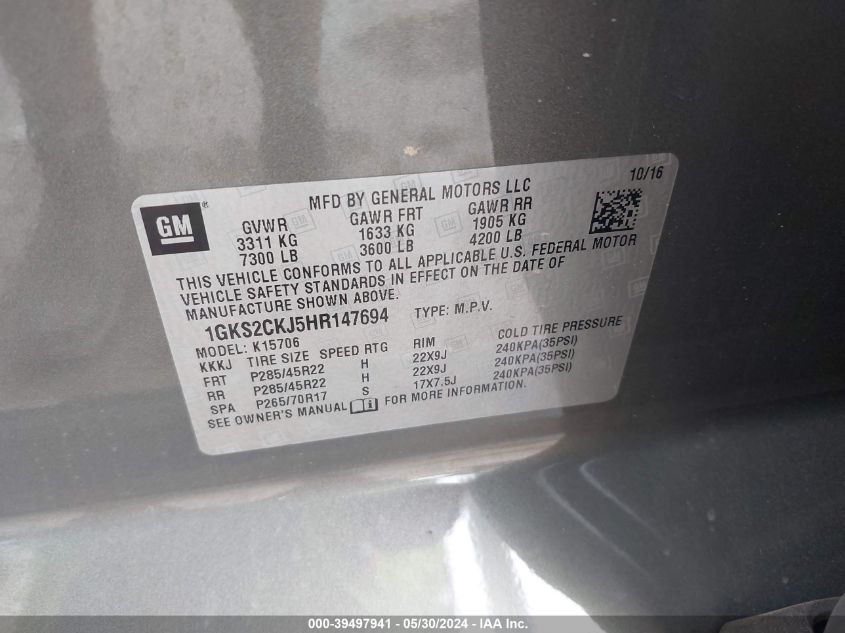 MFD BY GENERAL MOTORS LLC 10/16
GM ®
GVWR GAWR FRT GAWR RR
3311 KG 1633 KG 1905 KG
7300 LB 3600 LB 4200 LB
THIS VEHICLE CONFORMS TO ALL APPLICABLE U.S. FEDERAL MOTOR
VEHICLE SAFETY STANDARDS IN EFFECT ON THE DATE OF
MANUFACTURE SHOWN ABOVE.
1GKS2CKJ5HR147694 TYPE: M.P.V.
MODEL: K15706
KKKJ TIRE SIZE SPEED RTG RIM COLD TIRE PRESSURE
FRT P285/45R22 H 22X9J 240KPA(35PSI)
RR P285/45R22 H 22X9J 240KPA(35PSI)
SPA P265/70R17 S 17X7.5J 240KPA(35PSI)
SEE OWNER'S MANUAL i FOR MORE INFORMATION.
000-39497941 - 05/30/2024 - IAA Inc.